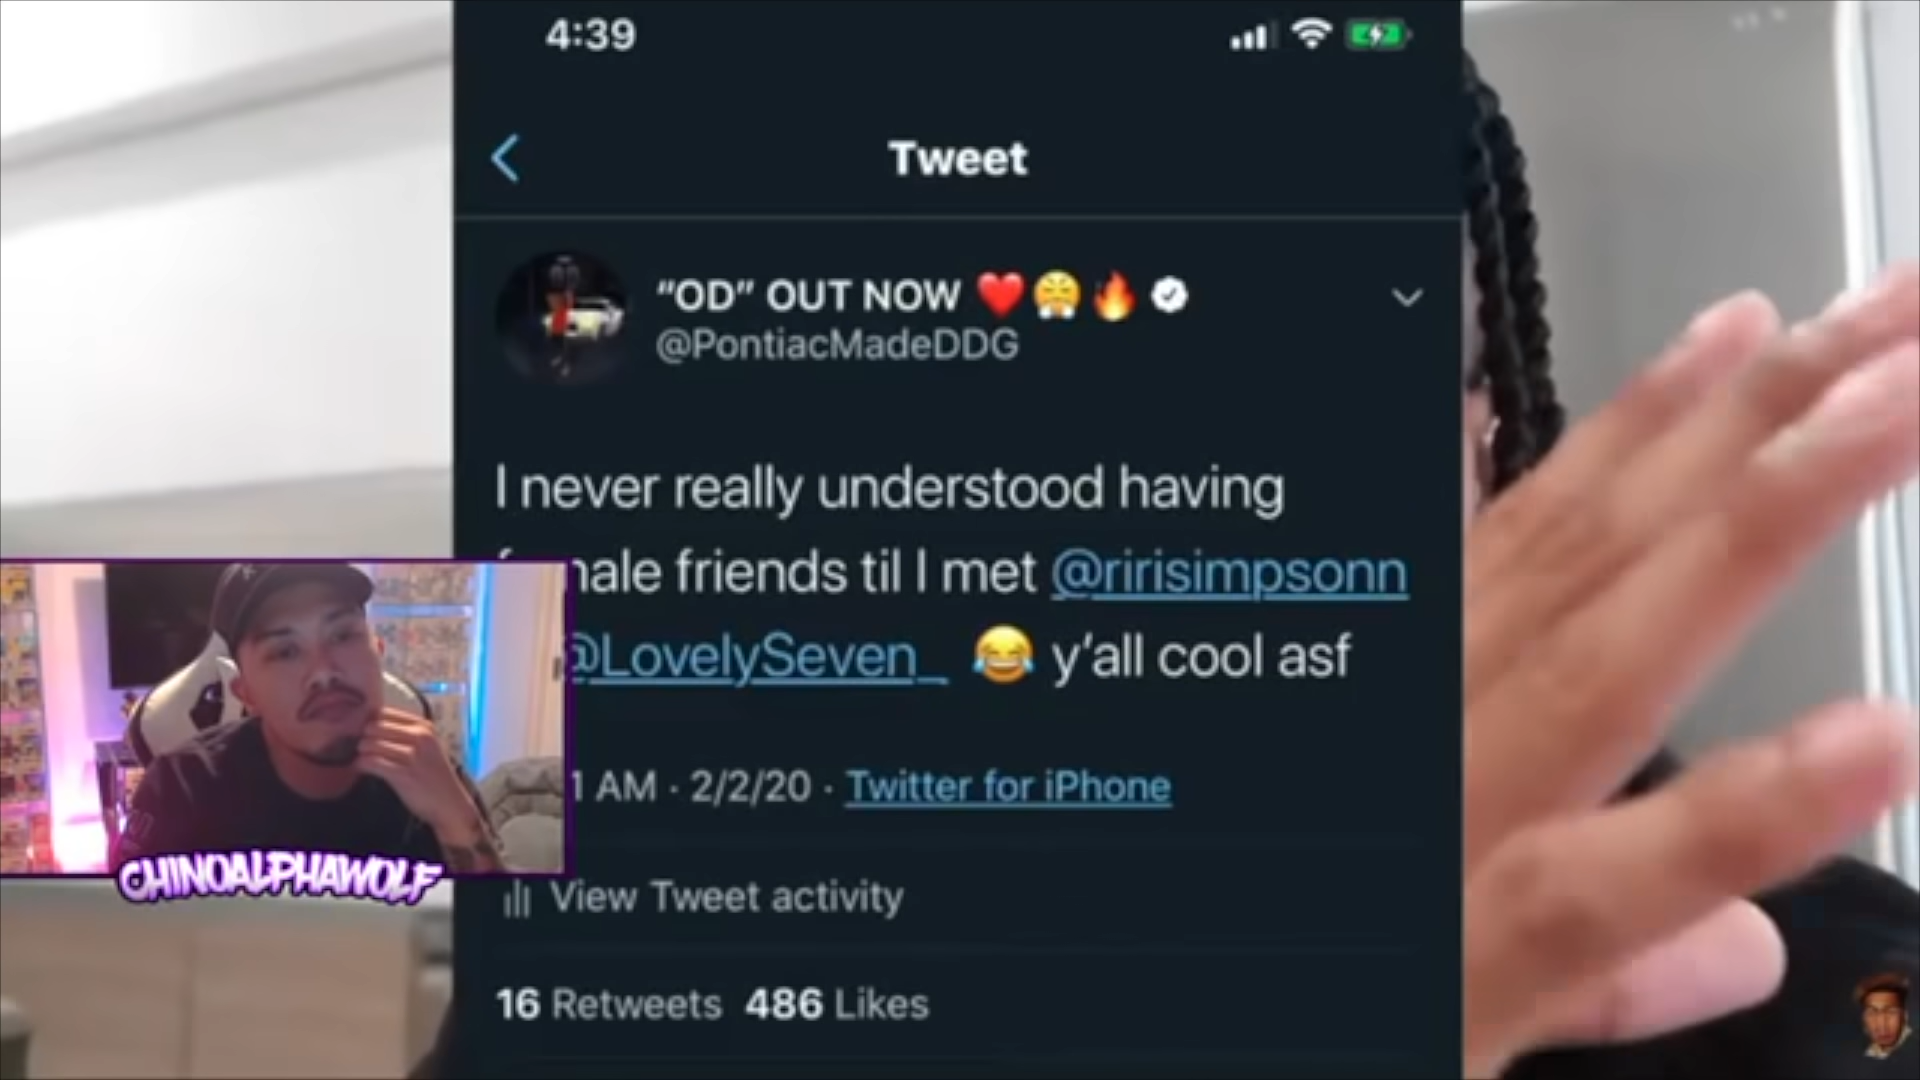 4:39
Tweet
“OD” OUT NOW ❤️😤🔥
@PontiacMadeDDG
I never really understood having
male friends til I met @ririsimpsonn
@LovelySeven_ 😂 y’all cool asf
1 AM · 2/2/20 · Twitter for iPhone
CHINOALPHAWOLF
View Tweet activity
16 Retweets 486 Likes